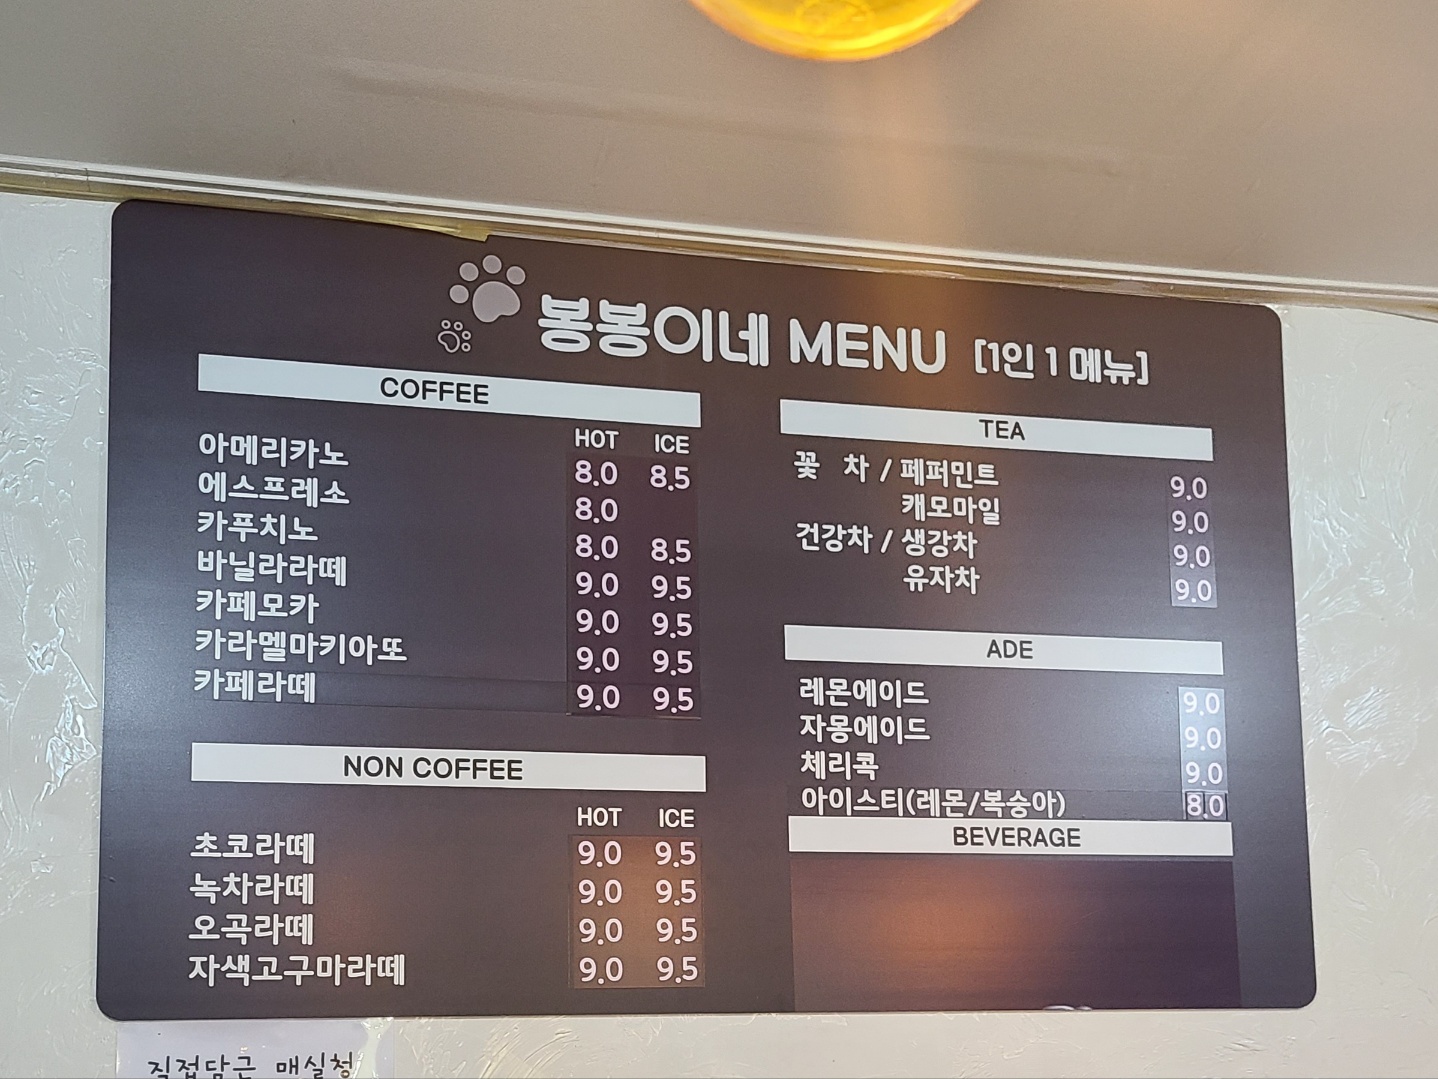 봉봉이네 MENU [1인 1 메뉴]
COFFEE
HOT ICE
아메리카노 8.0 8.5
에스프레소 8.0
카푸치노 8.0 8.5
바닐라라떼 9.0 9.5
카페모카 9.0 9.5
카라멜마키아또 9.0 9.5
카페라떼 9.0 9.5
NON COFFEE
HOT ICE
초코라떼 9.0 9.5
녹차라떼 9.0 9.5
오곡라떼 9.0 9.5
자색고구마라떼 9.0 9.5
TEA
꽃 차 / 페퍼민트 9.0
캐모마일 9.0
건강차 / 생강차 9.0
유자차 9.0
ADE
레몬에이드 9.0
자몽에이드 9.0
체리콕 9.0
아이스티(레몬/복숭아) 8.0
BEVERAGE
직접담근 매실청